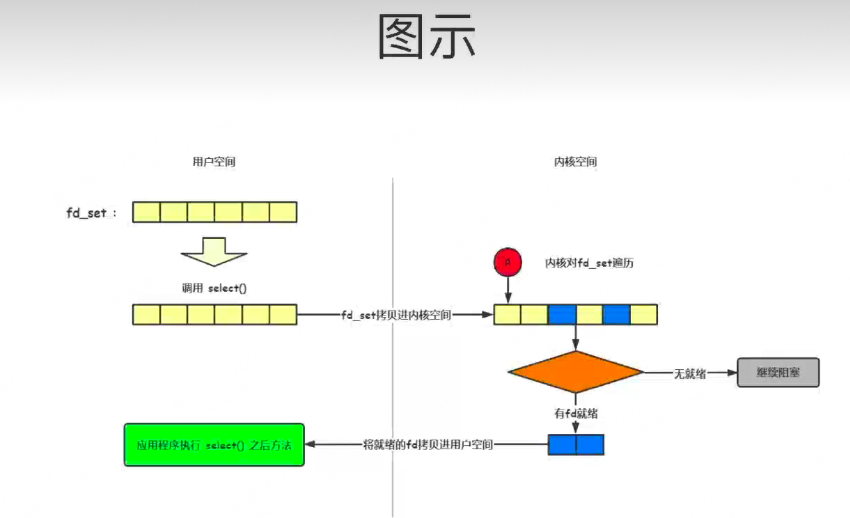 图示
用户空间
内核空间
fd_set :
内核对fd_set遍历
调用 select()
fd_set拷贝进内核空间
无就绪
继续阻塞
有fd就绪
应用程序执行 select() 之后方法
将就绪的fd拷贝进用户空间